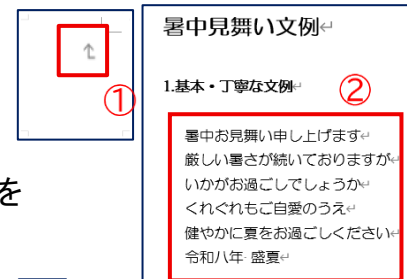 ①
を
暑中見舞い文例
1.基本・丁寧な文例
②
暑中お見舞い申し上げます
厳しい暑さが続いておりますが
いかがお過ごしでしょうか
くれぐれもご自愛のうえ
健やかに夏をお過ごしください
令和八年 盛夏